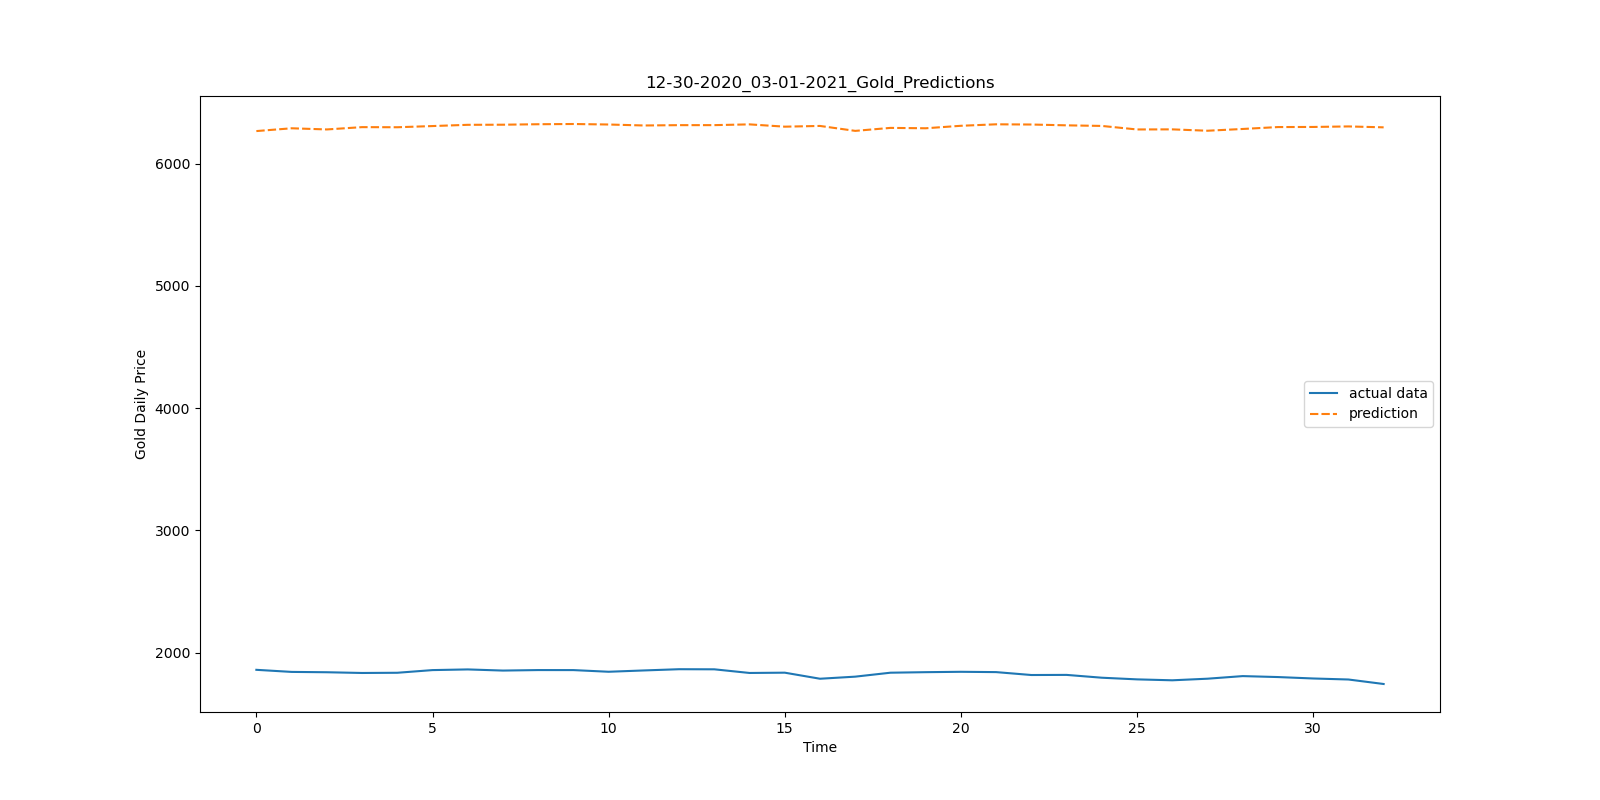 12-30-2020_03-01-2021_Gold_Predictions
6000
5000
4000
3000
2000
Gold Daily Price
actual data
prediction
0 5 10 15 20 25 30
Time